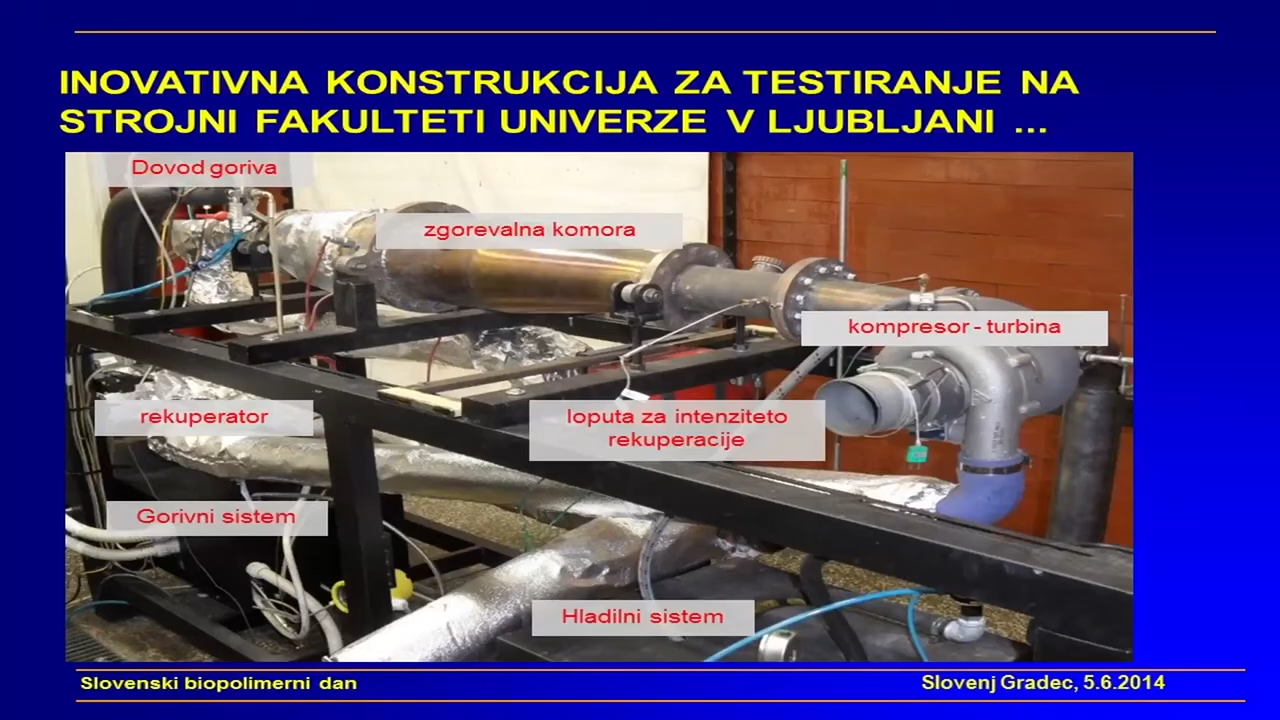 INOVATIVNA KONSTRUKCIJA ZA TESTIRANJE NA
STROJNI FAKULTETI UNIVERZE V LJUBLJANI ...
Dovod goriva
zgorevalna komora
kompresor - turbina
rekuperator
loputa za intenziteto
rekuperacije
Gorivni sistem
Hladilni sistem
Slovenski biopolimerni dan
Slovenj Gradec, 5.6.2014